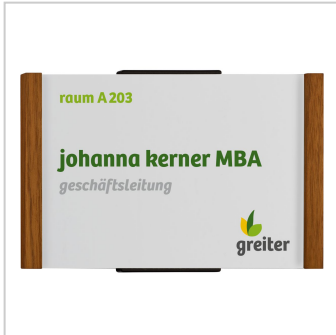 raum A 203
johanna kerner MBA
geschäftsleitung
greiter